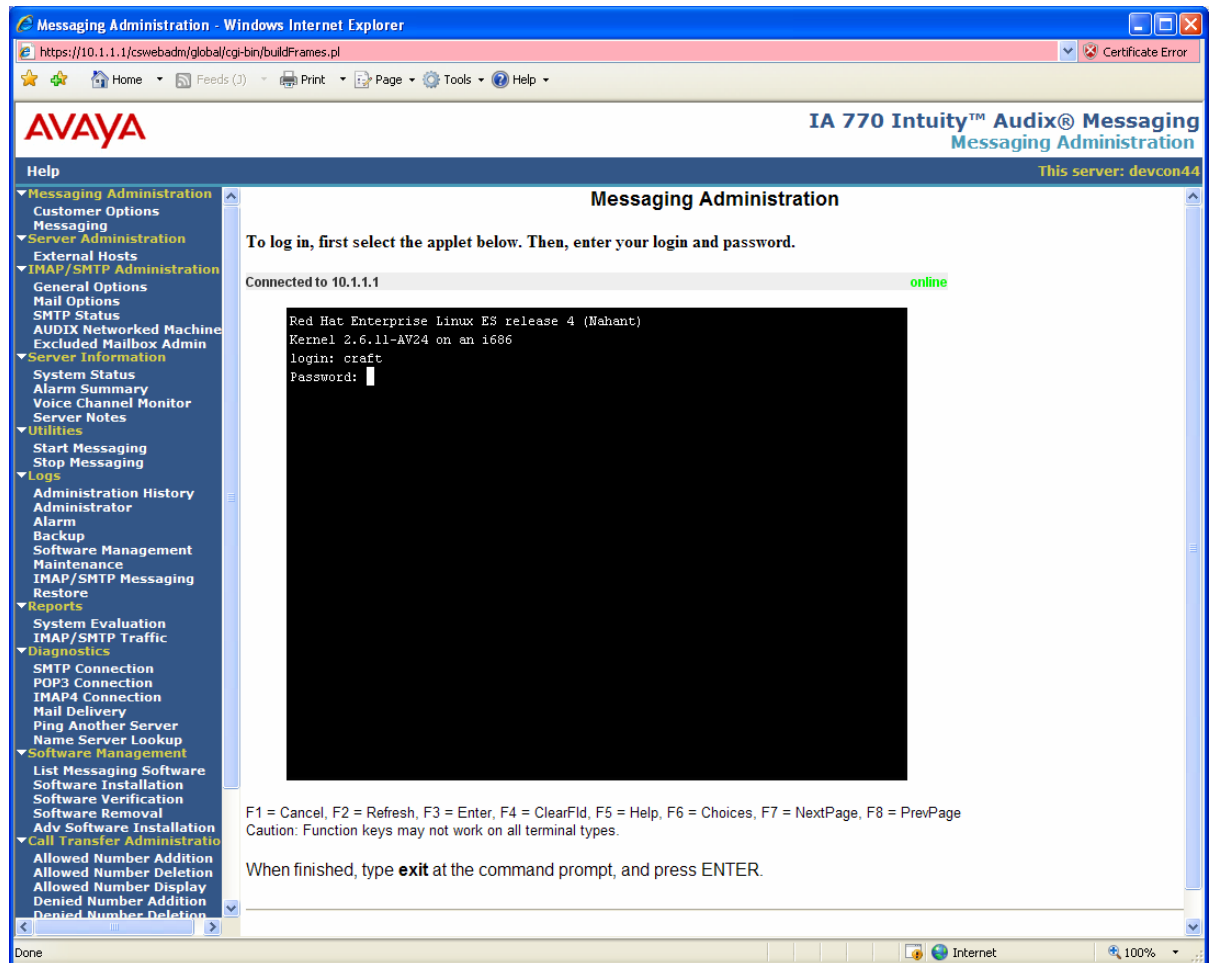 Messaging Administration - Windows Internet Explorer
https://10.1.1.1/cswebadm/global/cgi-bin/buildFrames.pl
Certificate Error
Home
Feeds (J)
Print
Page
Tools
Help
AVAYA
IA 770 Intuity™ Audix® Messaging
Messaging Administration
Help
This server: devcon44
Messaging Administration
Customer Options
Messaging
Server Administration
External Hosts
IMAP/SMTP Administration
General Options
Mail Options
SMTP Status
AUDIX Networked Machine
Excluded Mailbox Admin
Server Information
System Status
Alarm Summary
Voice Channel Monitor
Server Notes
Utilities
Start Messaging
Stop Messaging
Logs
Administration History
Administrator
Alarm
Backup
Software Management
Maintenance
IMAP/SMTP Messaging
Restore
Reports
System Evaluation
IMAP/SMTP Traffic
Diagnostics
SMTP Connection
POP3 Connection
IMAP4 Connection
Mail Delivery
Ping Another Server
Name Server Lookup
Software Management
List Messaging Software
Software Installation
Software Verification
Software Removal
Adv Software Installation
Call Transfer Administratio
Allowed Number Addition
Allowed Number Deletion
Allowed Number Display
Denied Number Addition
Denied Number Deletion
Messaging Administration
To log in, first select the applet below. Then, enter your login and password.
Connected to 10.1.1.1
online
Red Hat Enterprise Linux ES release 4 (Nahant)
Kernel 2.6.11-AV24 on an i686
login: craft
Password:
F1 = Cancel, F2 = Refresh, F3 = Enter, F4 = ClearFld, F5 = Help, F6 = Choices, F7 = NextPage, F8 = PrevPage
Caution: Function keys may not work on all terminal types.
When finished, type exit at the command prompt, and press ENTER.
Done
Internet
100%